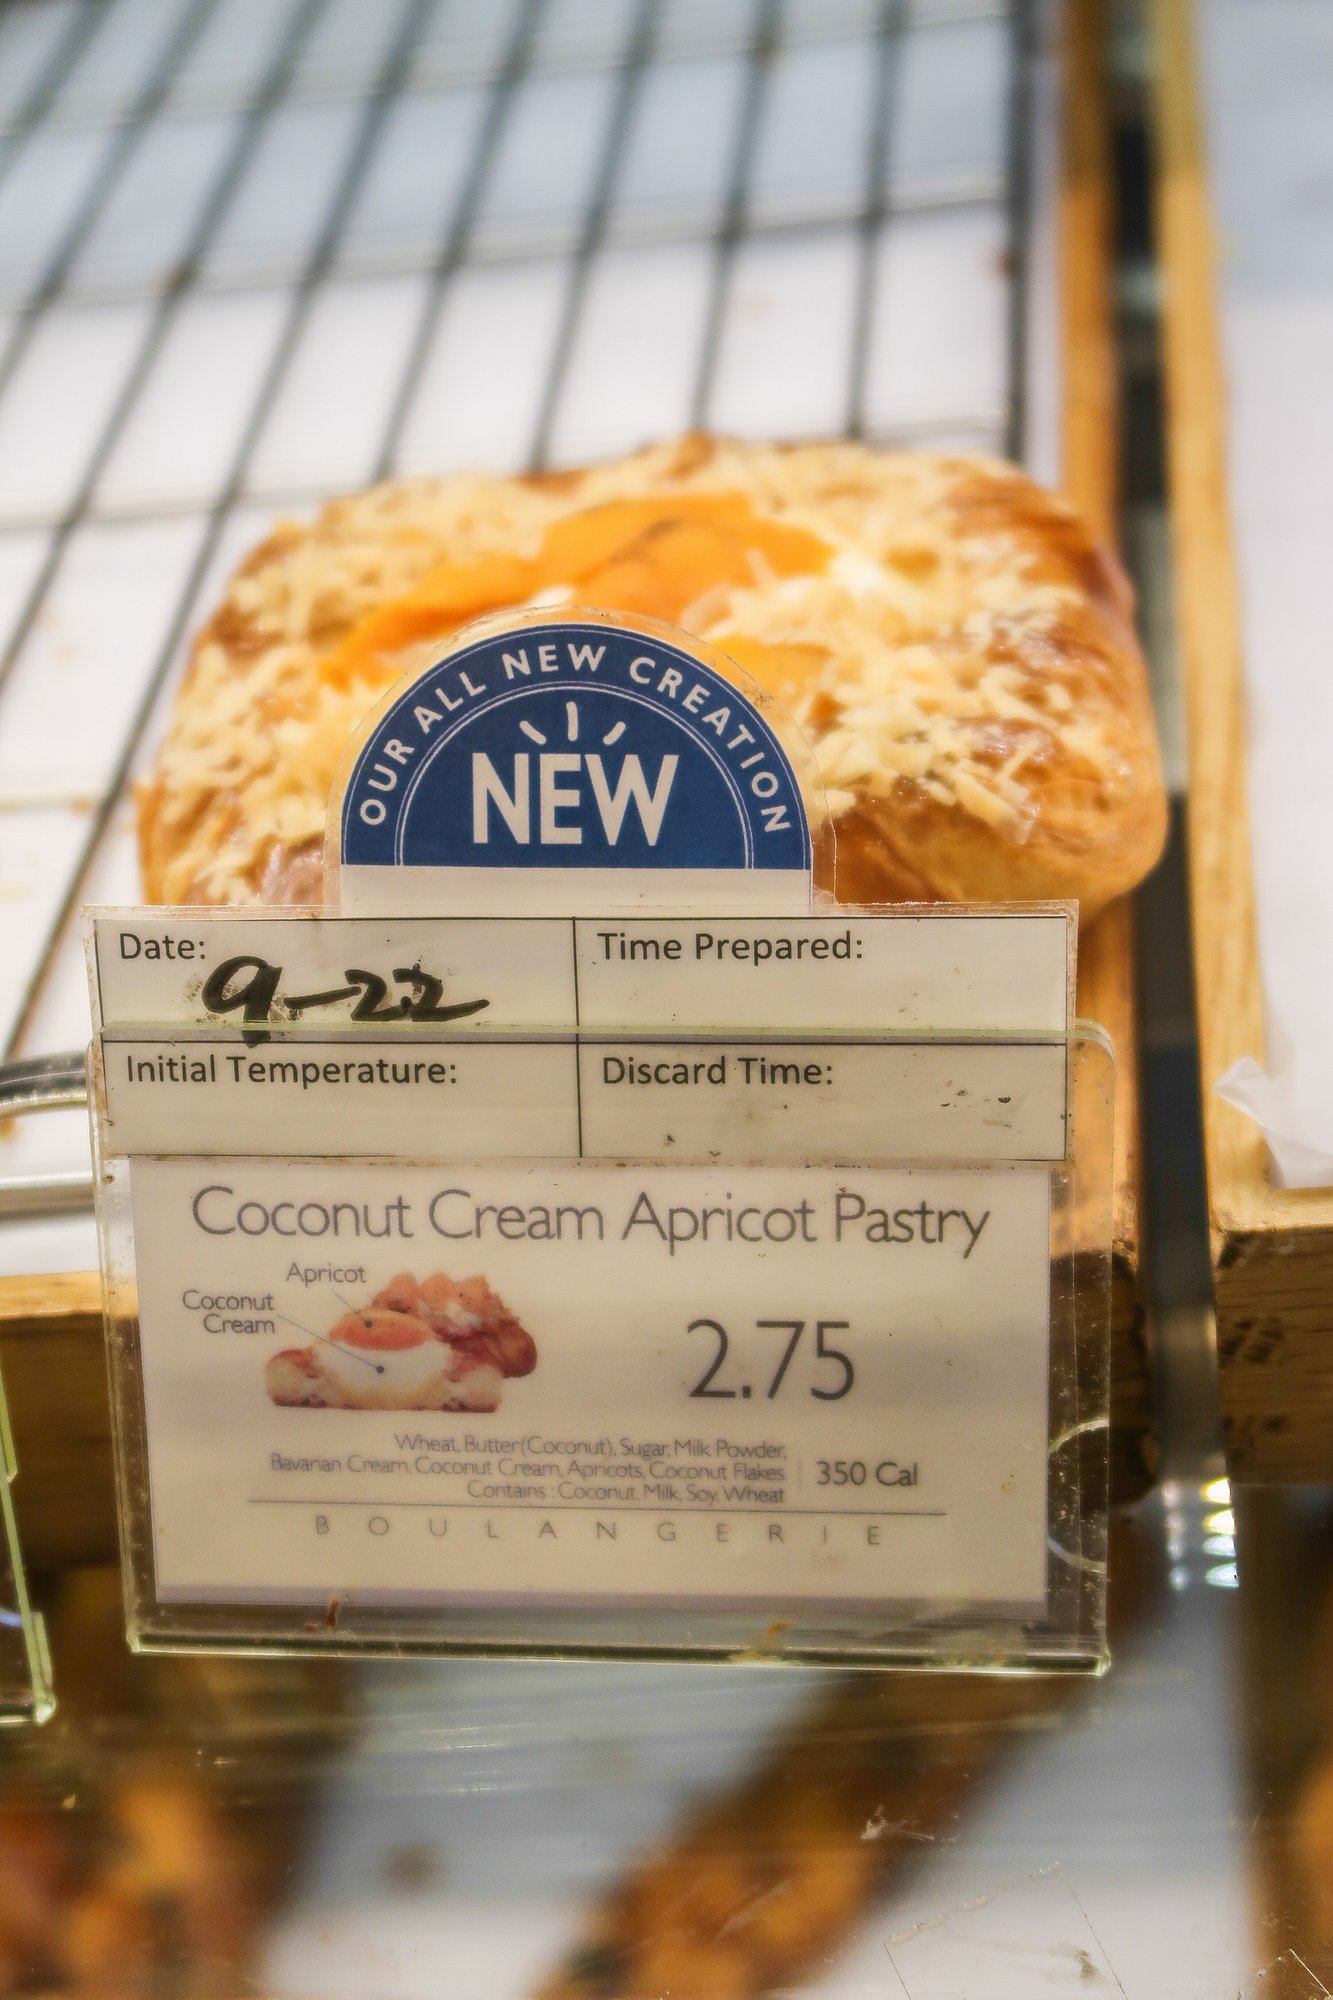 OUR ALL NEW CREATION
NEW
Date: 9-22
Time Prepared:
Initial Temperature:
Discard Time:
Coconut Cream Apricot Pastry
Apricot
Coconut
Cream
2.75
Wheat, Butter(Coconut), Sugar, Milk Powder,
Bavarian Cream, Coconut Cream, Apricots, Coconut Flakes
Contains : Coconut, Milk, Soy, Wheat
350 Cal
BOULANGERIE